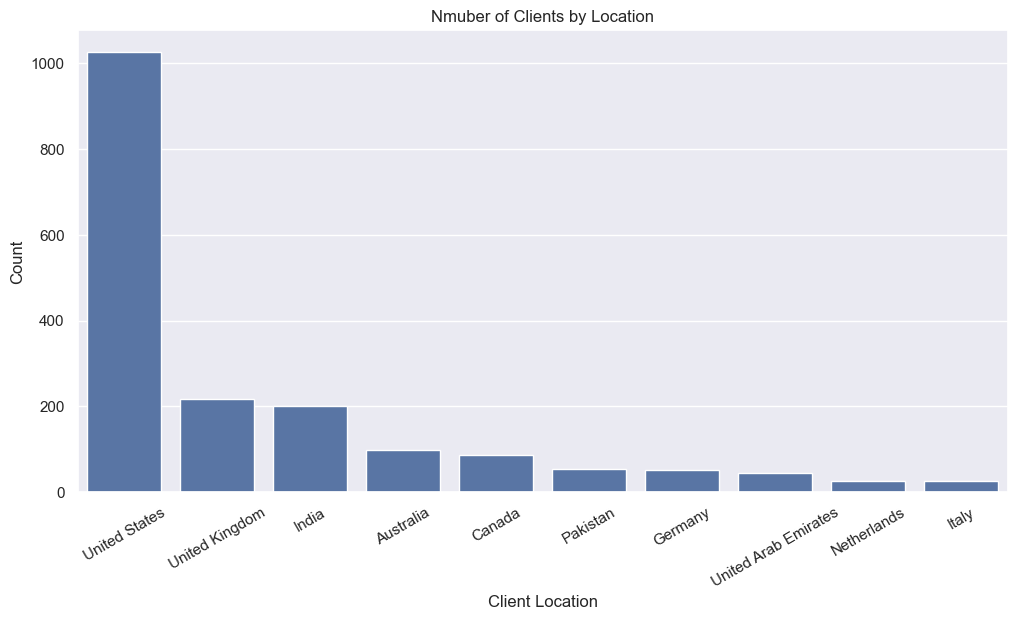 Nmuber of Clients by Location
Count
1000
800
600
400
200
0
United States
United Kingdom
India
Australia
Canada
Pakistan
Germany
United Arab Emirates
Netherlands
Italy
Client Location